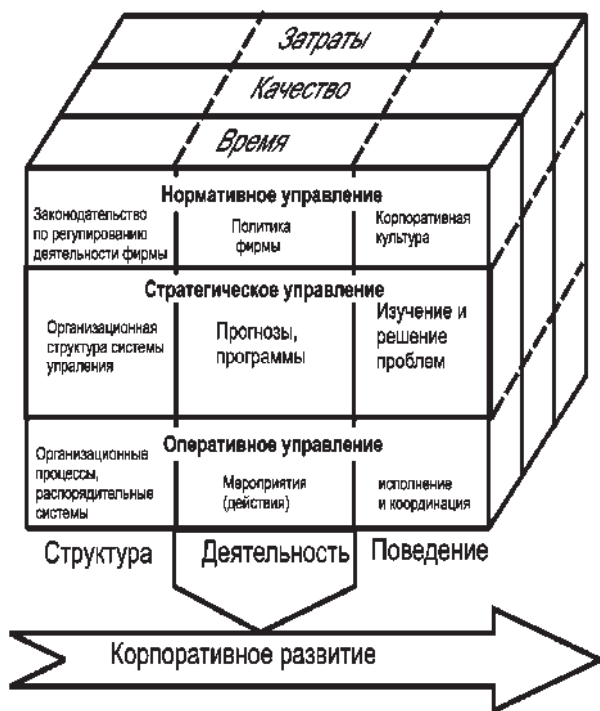 Затраты
Качество
Время
Нормативное управление
Законодательство
по регулированию
деятельности фирмы
Политика
фирмы
Корпоративная
культура
Стратегическое управление
Организационная
структура системы
упраления
Прогнозы,
программы
Изучение и
решение
проблем
Оперативное управление
Организационные
процессы,
распорядительные
системы
Мероприятия
(действия)
исполнение
и координация
Структура
Деятельность
Поведение
Корпоративное развитие